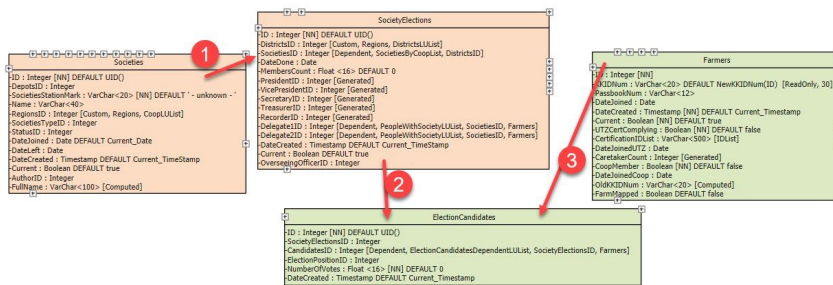 Societies
-ID : Integer [NN] DEFAULT UID()
-DepotsID : Integer
-SocietiesStationMark : VarChar<20> [NN] DEFAULT ' - unknown - '
-Name : VarChar<40>
-RegionsID : Integer [Custom, Regions, CoopLUList]
-SocietiesTypeID : Integer
-StatusID : Integer
-DateJoined : Date DEFAULT Current_Date
-DateLeft : Date
-DateCreated : Timestamp DEFAULT Current_TimeStamp
-Current : Boolean DEFAULT true
-AuthorID : Integer
-FullName : VarChar<100> [Computed]
1
SocietyElections
-ID : Integer [NN] DEFAULT UID()
-DistrictsID : Integer [Custom, Regions, DistrictsLUList]
-SocietiesID : Integer [Dependent, SocietiesByCoopList, DistrictsID]
-DateDone : Date
-MembersCount : Float <16> DEFAULT 0
-PresidentID : Integer [Generated]
-VicePresidentID : Integer [Generated]
-SecretaryID : Integer [Generated]
-TreasurerID : Integer [Generated]
-RecorderID : Integer [Generated]
-Delegate1ID : Integer [Dependent, PeopleWithSocietyLUList, SocietiesID, Farmers]
-Delegate2ID : Integer [Dependent, PeopleWithSocietyLUList, SocietiesID, Farmers]
-DateCreated : Timestamp DEFAULT Current_TimeStamp
-Current : Boolean DEFAULT true
-OverseeingOfficerID : Integer
2
3
Farmers
-ID : Integer [NN]
KKIDNum : VarChar<20> DEFAULT NewKKIDNum(ID) [ReadOnly, 30]
-PassbookNum : VarChar<12>
-DateJoined : Date
-DateCreated : Timestamp [NN] DEFAULT Current_Timestamp
-Current : Boolean [NN] DEFAULT true
-UTZCertComplying : Boolean [NN] DEFAULT false
-CertificationIDList : VarChar<500> [IDList]
-DateJoinedUTZ : Date
-CaretakerCount : Integer [Generated]
-CoopMember : Boolean [NN] DEFAULT false
-DateJoinedCoop : Date
-OldKKIDNum : VarChar<20> [Computed]
-FarmMapped : Boolean DEFAULT false
ElectionCandidates
-ID : Integer [NN] DEFAULT UID()
-SocietyElectionsID : Integer
-CandidatesID : Integer [Dependent, ElectionCandidatesDependentLUList, SocietyElectionsID, Farmers]
-ElectionPositionID : Integer
-NumberOfVotes : Float <16> [NN] DEFAULT 0
-DateCreated : Timestamp DEFAULT Current_Timestamp